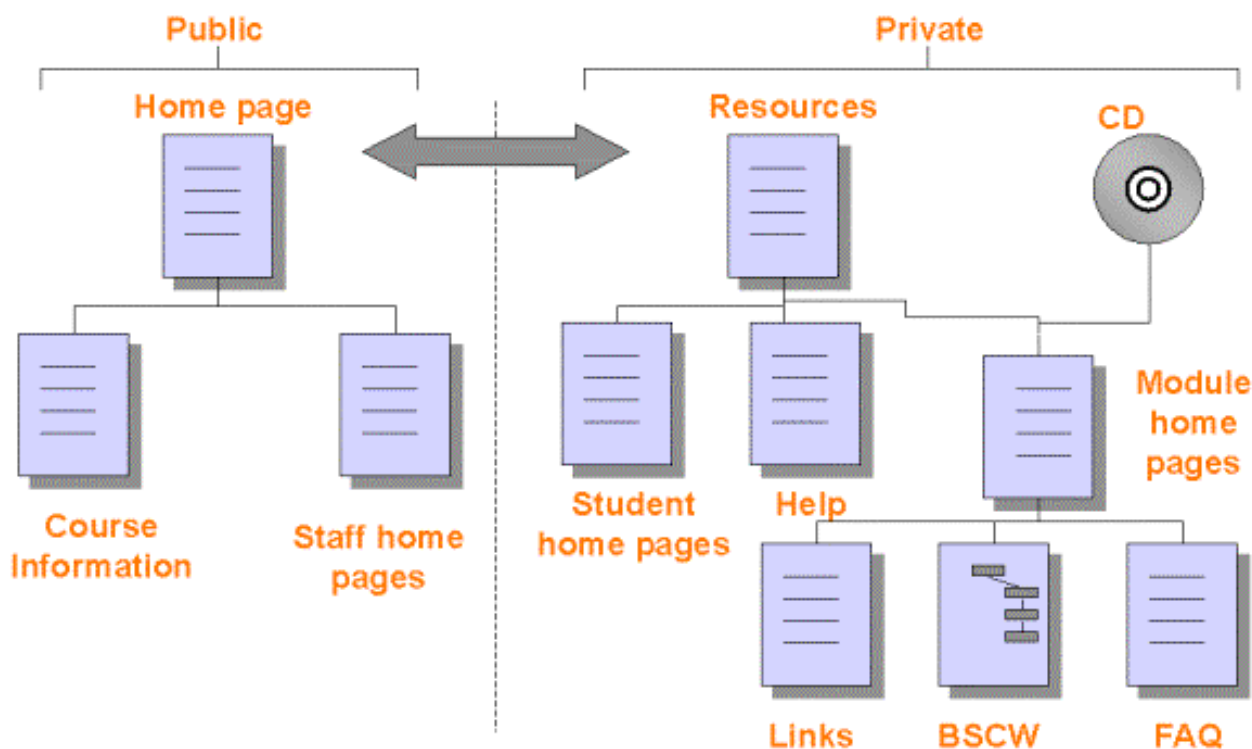 Public
Private
Home page
Resources
CD
Module
home
pages
Course
Information
Staff home
pages
Student
home pages
Help
Links
BSCW
FAQ